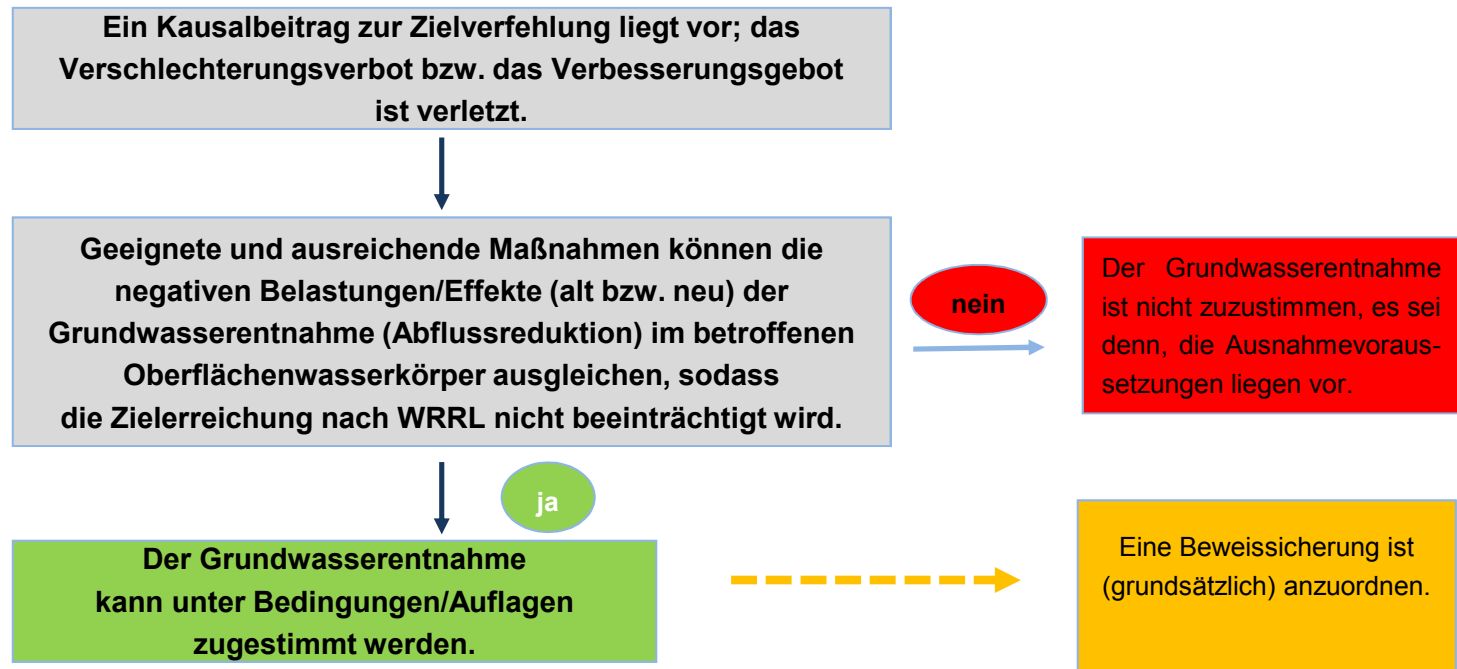 Ein Kausalbeitrag zur Zielverfehlung liegt vor; das
Verschlechterungsverbot bzw. das Verbesserungsgebot
ist verletzt.
Geeignete und ausreichende Maßnahmen können die
negativen Belastungen/Effekte (alt bzw. neu) der
Grundwasserentnahme (Abflussreduktion) im betroffenen
Oberflächenwasserkörper ausgleichen, sodass
die Zielerreichung nach WRRL nicht beeinträchtigt wird.
nein
Der Grundwasserentnahme
ist nicht zuzustimmen, es sei
denn, die Ausnahmevoraus-
setzungen liegen vor.
ja
Der Grundwasserentnahme
kann unter Bedingungen/Auflagen
zugestimmt werden.
Eine Beweissicherung ist
(grundsätzlich) anzuordnen.